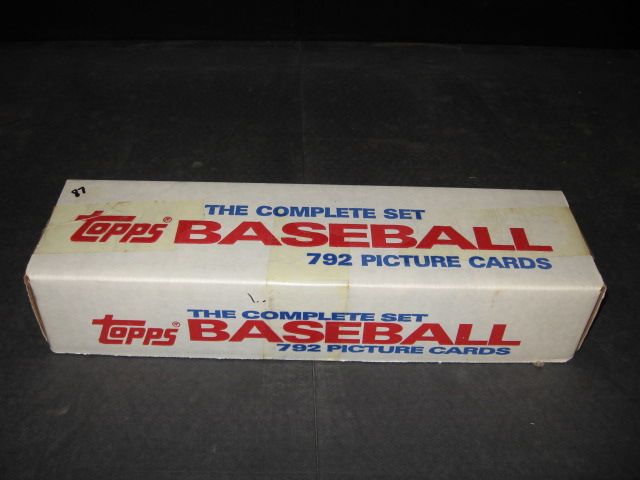 87
THE COMPLETE SET
Topps® BASEBALL
792 PICTURE CARDS
THE COMPLETE SET
Topps® BASEBALL
792 PICTURE CARDS